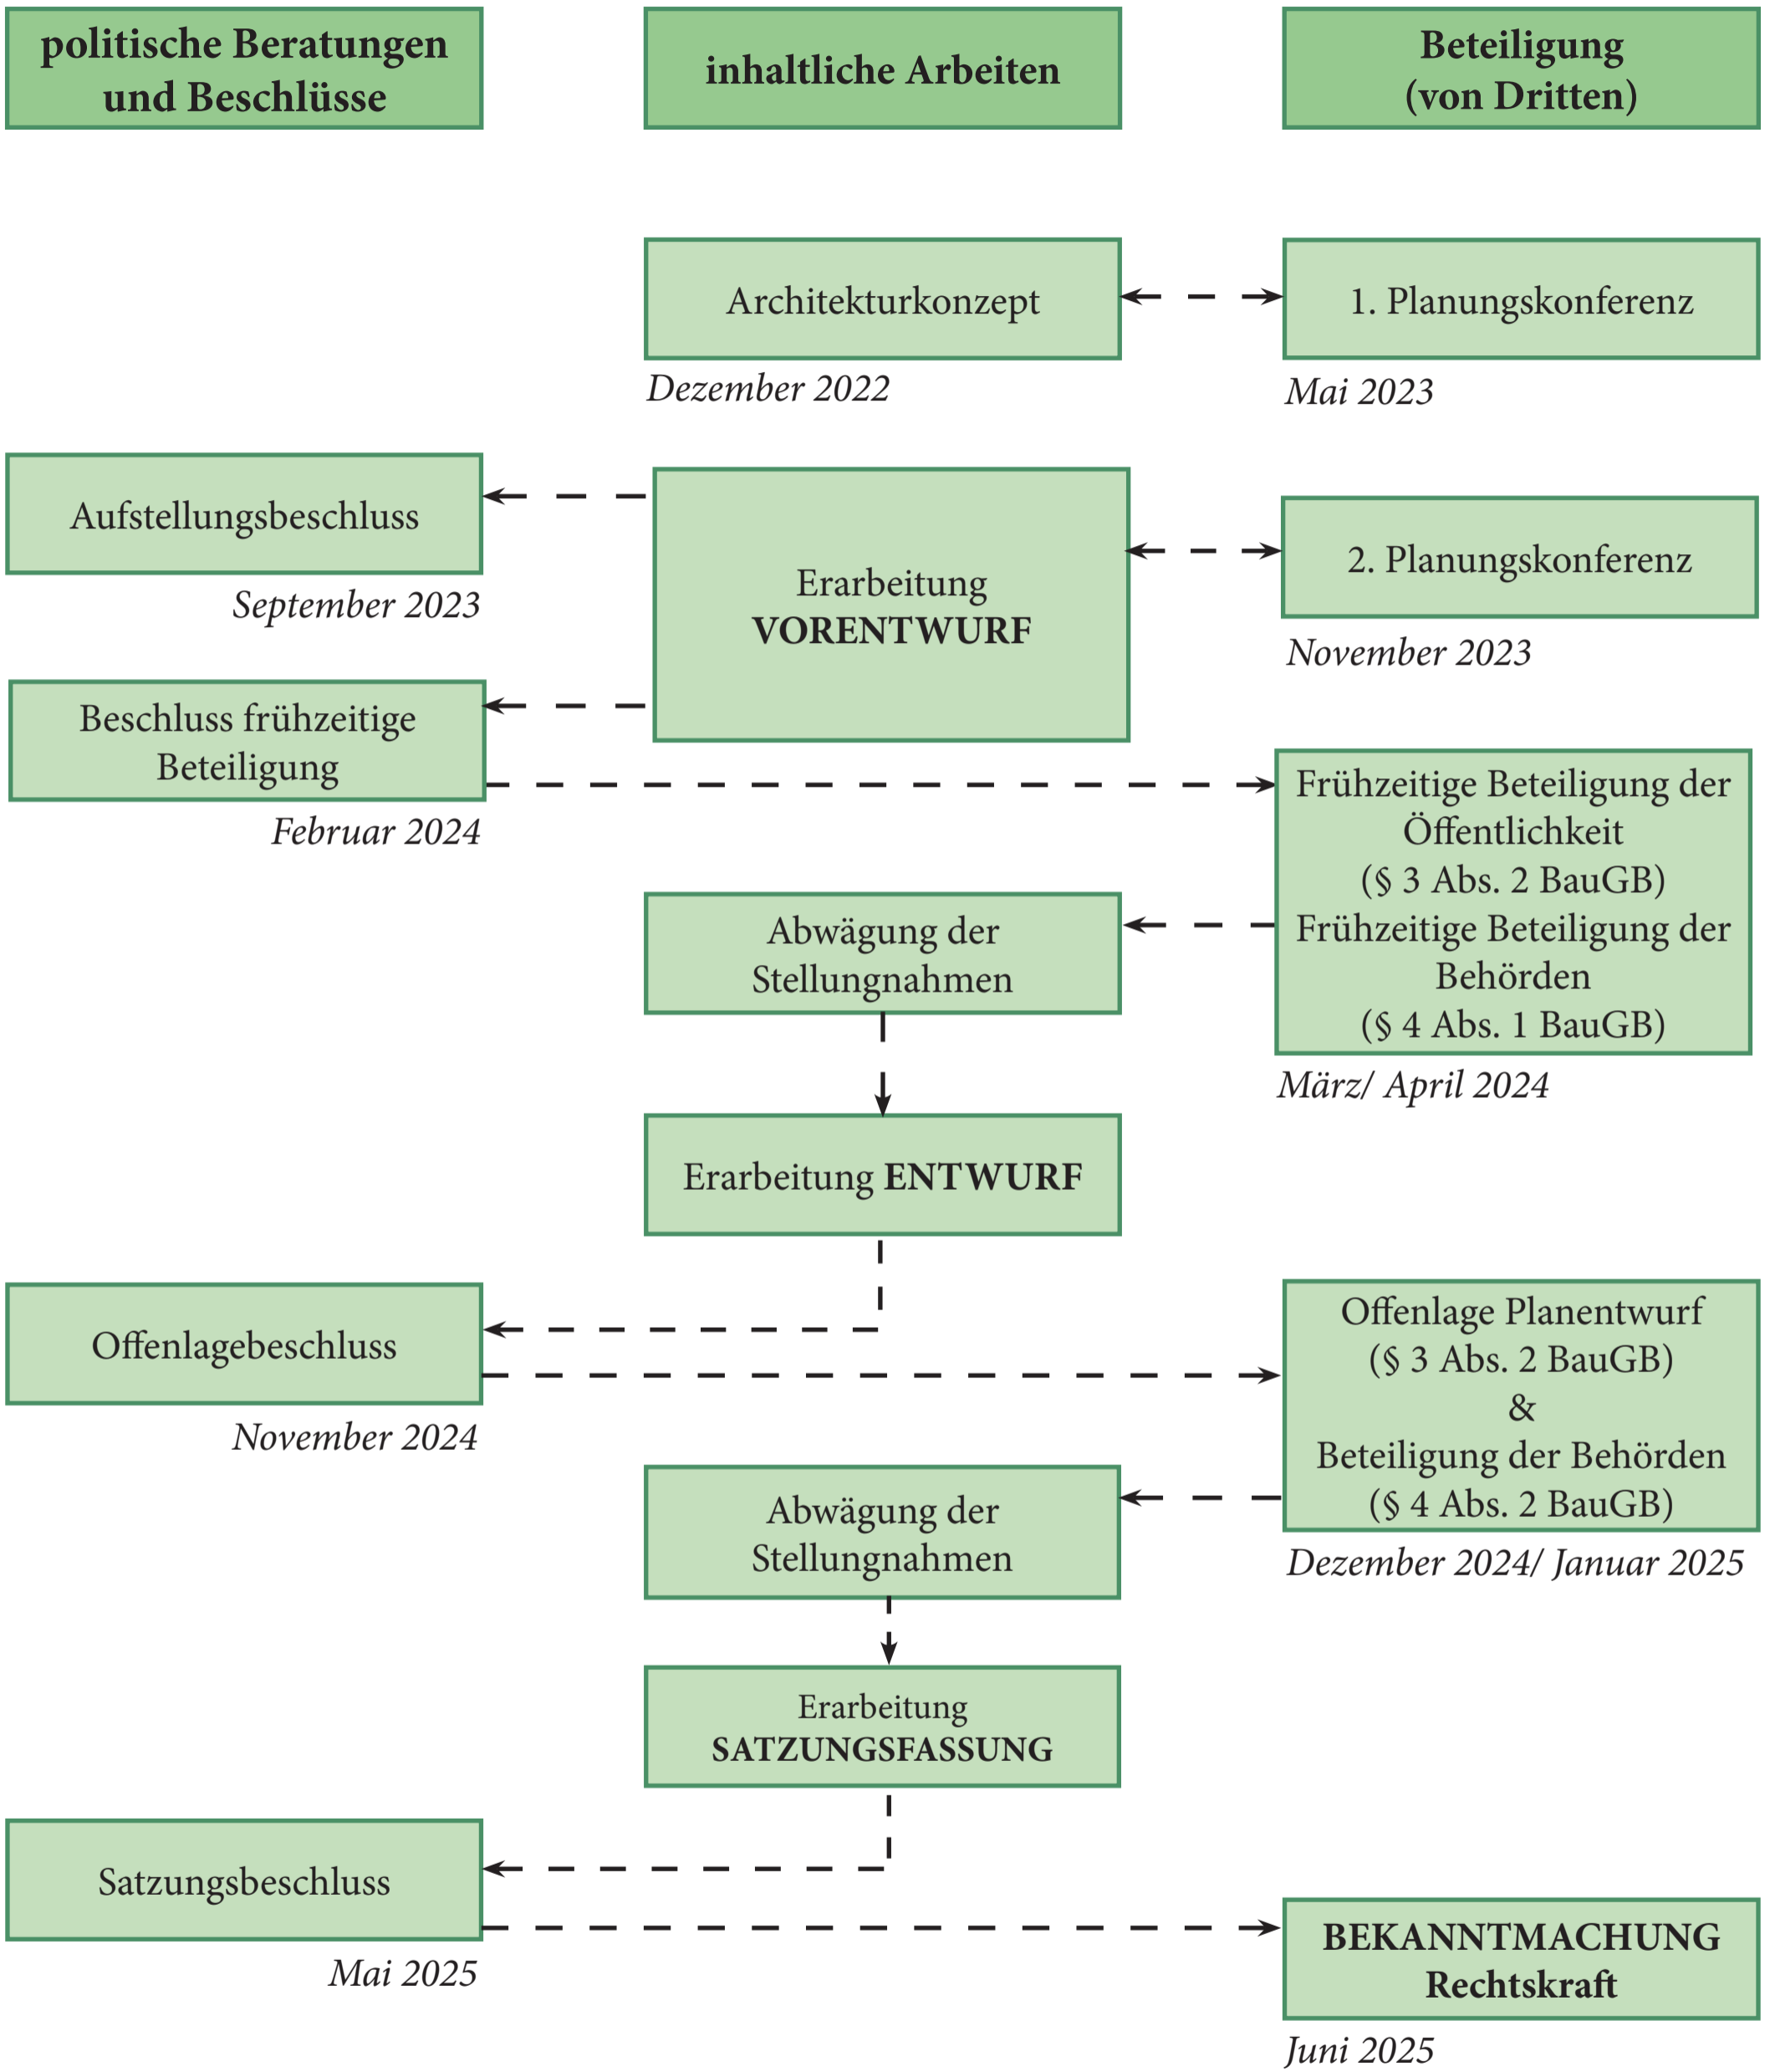 politische Beratungen
und Beschlüsse
inhaltliche Arbeiten
Beteiligung
(von Dritten)
Architekturkonzept
Dezember 2022
1. Planungskonferenz
Mai 2023
Aufstellungsbeschluss
September 2023
Erarbeitung
VORENTWURF
2. Planungskonferenz
November 2023
Beschluss frühzeitige
Beteiligung
Februar 2024
Frühzeitige Beteiligung der
Öffentlichkeit
(§ 3 Abs. 2 BauGB)
Frühzeitige Beteiligung der
Behörden
(§ 4 Abs. 1 BauGB)
März/ April 2024
Abwägung der
Stellungnahmen
Erarbeitung ENTWURF
Offenlagebeschluss
November 2024
Offenlage Planentwurf
(§ 3 Abs. 2 BauGB)
&
Beteiligung der Behörden
(§ 4 Abs. 2 BauGB)
Dezember 2024/ Januar 2025
Abwägung der
Stellungnahmen
Erarbeitung
SATZUNGSFASSUNG
Satzungsbeschluss
Mai 2025
BEKANNTMACHUNG
Rechtskraft
Juni 2025